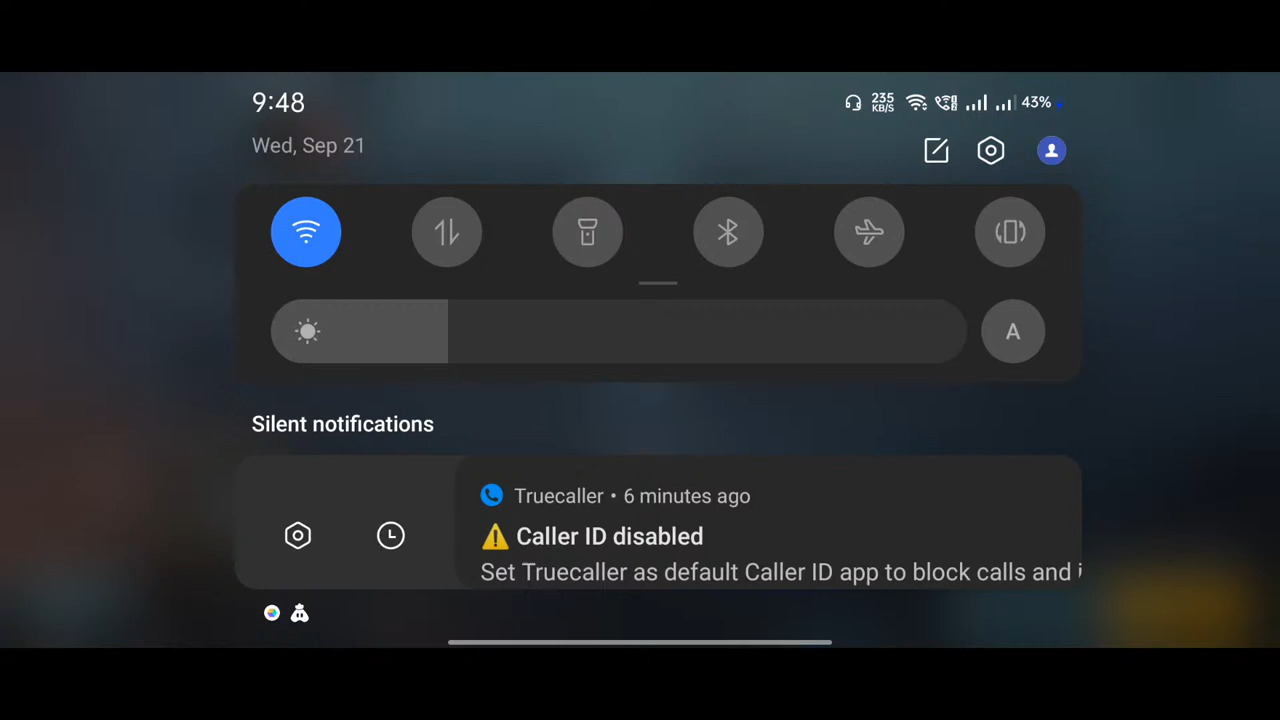 9:48
235
KB/S
43%
Wed, Sep 21
A
Silent notifications
Truecaller • 6 minutes ago
⚠️ Caller ID disabled
Set Truecaller as default Caller ID app to block calls and